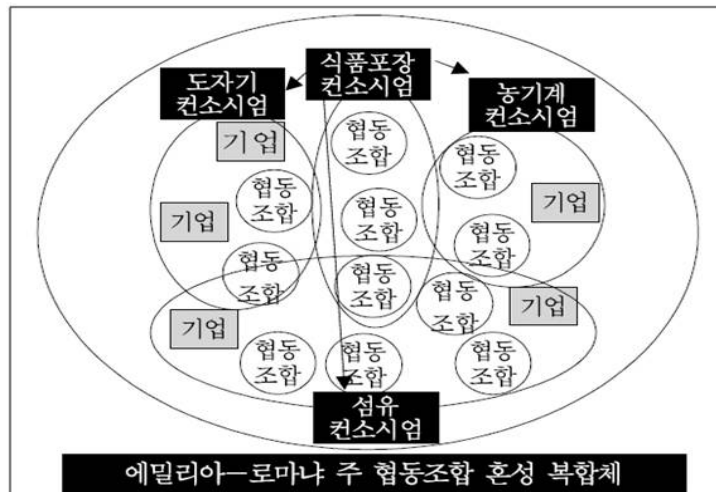 식품포장
컨소시엄
도자기
컨소시엄
농기계
컨소시엄
기업
협동
조합
협동
조합
협동
조합
기업
협동
조합
기업
협동
조합
협동
조합
협동
조합
협동
조합
기업
기업
협동
조합
협동
조합
협동
조합
섬유
컨소시엄
에밀리아-로마냐 주 협동조합 혼성 복합체